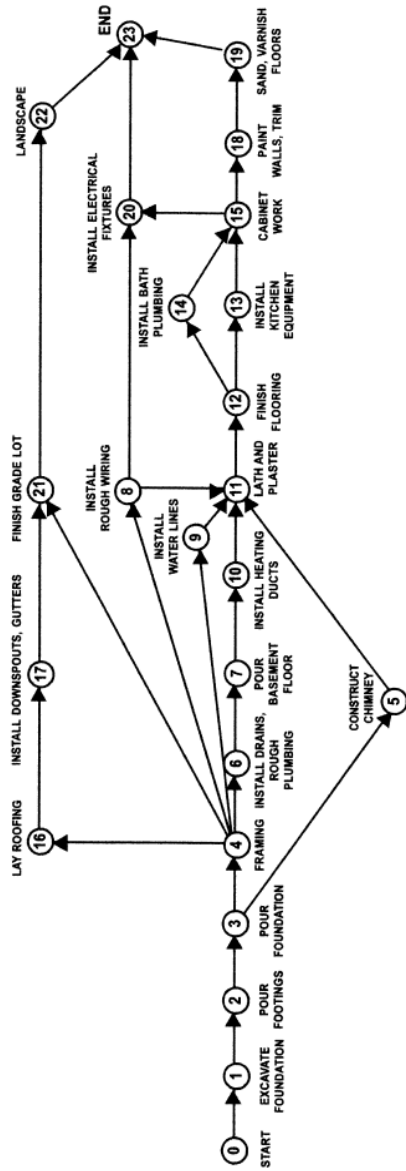 0
START
1
EXCAVATE
FOUNDATION
2
POUR
FOOTINGS
3
POUR
FOUNDATION
4
FRAMING
LAY ROOFING
16
INSTALL DOWNSPOUTS, GUTTERS
17
FINISH GRADE LOT
21
LANDSCAPE
22
END
23
INSTALL
ROUGH WIRING
8
INSTALL ELECTRICAL
FIXTURES
20
9
INSTALL
WATER LINES
6
INSTALL DRAINS,
ROUGH
PLUMBING
7
POUR
BASEMENT
FLOOR
10
INSTALL HEATING
DUCTS
11
LATH AND
PLASTER
12
FINISH
FLOORING
INSTALL BATH
PLUMBING
14
13
INSTALL
KITCHEN
EQUIPMENT
15
CABINET
WORK
18
PAINT
WALLS, TRIM
19
SAND, VARNISH
FLOORS
CONSTRUCT
CHIMNEY
5